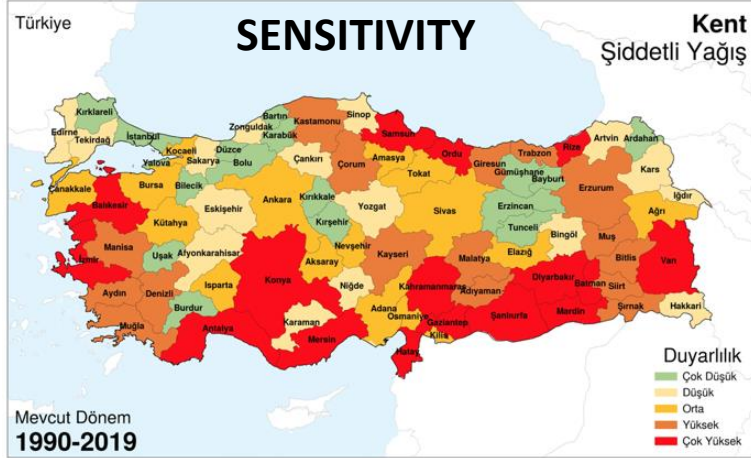 Türkiye
SENSITIVITY
Kent
Şiddetli Yağış
Kırklareli
Edirne
Tekirdağ
İstanbul
Kocaeli
Yalova
Sakarya
Düzce
Zonguldak
Bartın
Karabük
Bolu
Kastamonu
Sinop
Çankırı
Çorum
Samsun
Amasya
Ordu
Tokat
Giresun
Trabzon
Rize
Artvin
Ardahan
Gümüşhane
Bayburt
Kars
Iğdır
Erzurum
Ağrı
Çanakkale
Balıkesir
Bursa
Bilecik
Kütahya
Eskişehir
Ankara
Kırıkkale
Kırşehir
Yozgat
Sivas
Erzincan
Tunceli
Bingöl
Muş
Bitlis
Van
Manisa
İzmir
Uşak
Afyonkarahisar
Aksaray
Nevşehir
Kayseri
Malatya
Elazığ
Diyarbakır
Batman
Siirt
Şırnak
Hakkari
Aydın
Denizli
Isparta
Burdur
Muğla
Antalya
Konya
Karaman
Niğde
Mersin
Adana
Osmaniye
Kahramanmaraş
Adıyaman
Gaziantep
Kilis
Hatay
Şanlıurfa
Mardin
Duyarlılık
Çok Düşük
Düşük
Orta
Yüksek
Çok Yüksek
Mevcut Dönem
1990-2019